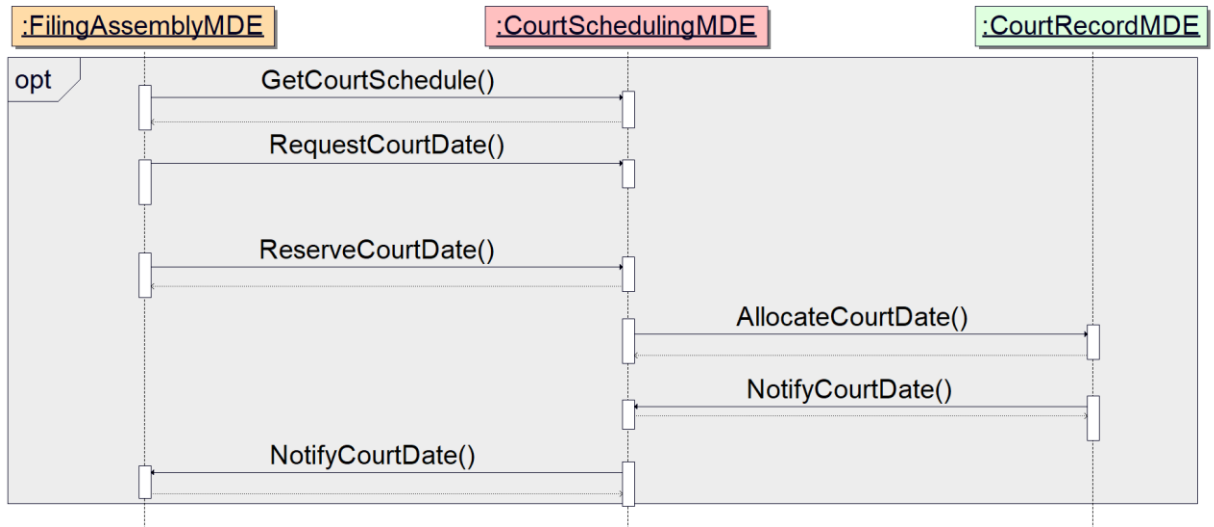 :FilingAssemblyMDE
:CourtSchedulingMDE
:CourtRecordMDE
opt
GetCourtSchedule()
RequestCourtDate()
ReserveCourtDate()
AllocateCourtDate()
NotifyCourtDate()
NotifyCourtDate()